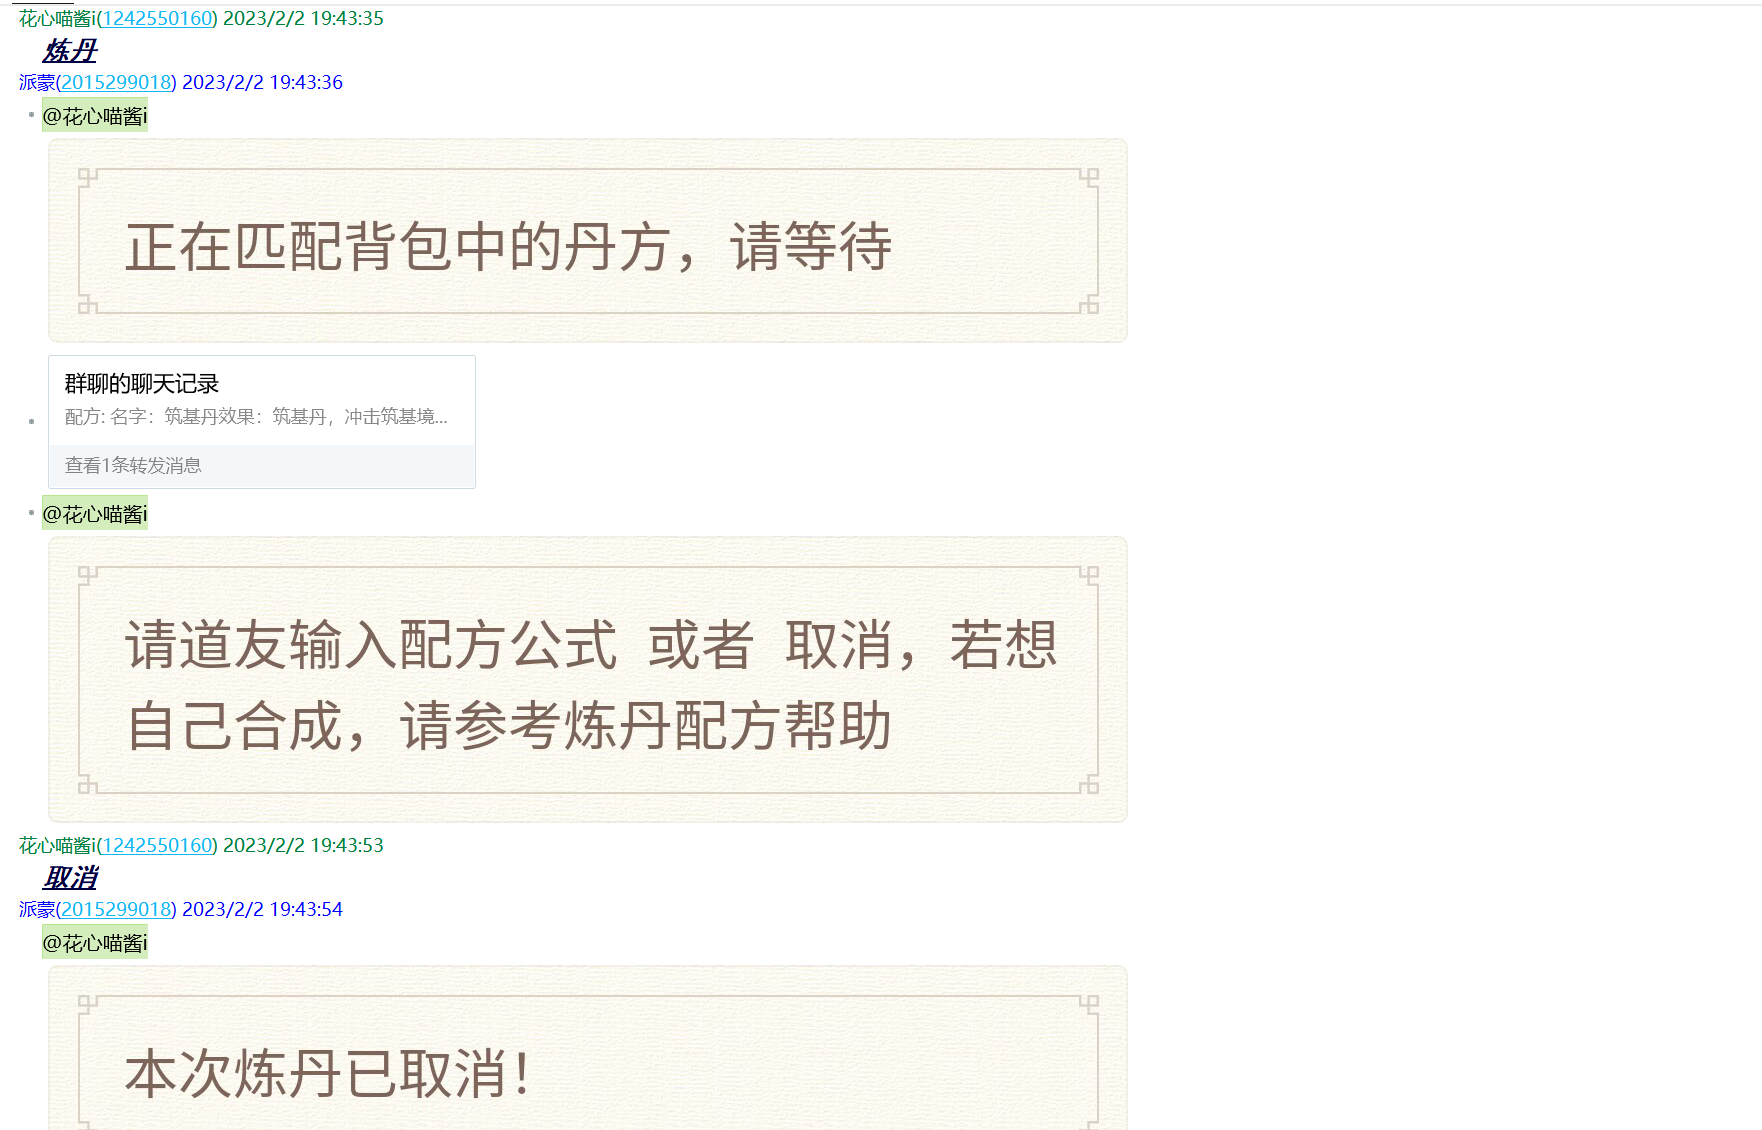 花心喵酱i(1242550160) 2023/2/2 19:43:35
炼丹
派蒙(2015299018) 2023/2/2 19:43:36
@花心喵酱i
正在匹配背包中的丹方，请等待
群聊的聊天记录
配方: 名字：筑基丹效果：筑基丹，冲击筑基境...
查看1条转发消息
@花心喵酱i
请道友输入配方公式 或者 取消，若想
自己合成，请参考炼丹配方帮助
花心喵酱i(1242550160) 2023/2/2 19:43:53
取消
派蒙(2015299018) 2023/2/2 19:43:54
@花心喵酱i
本次炼丹已取消！